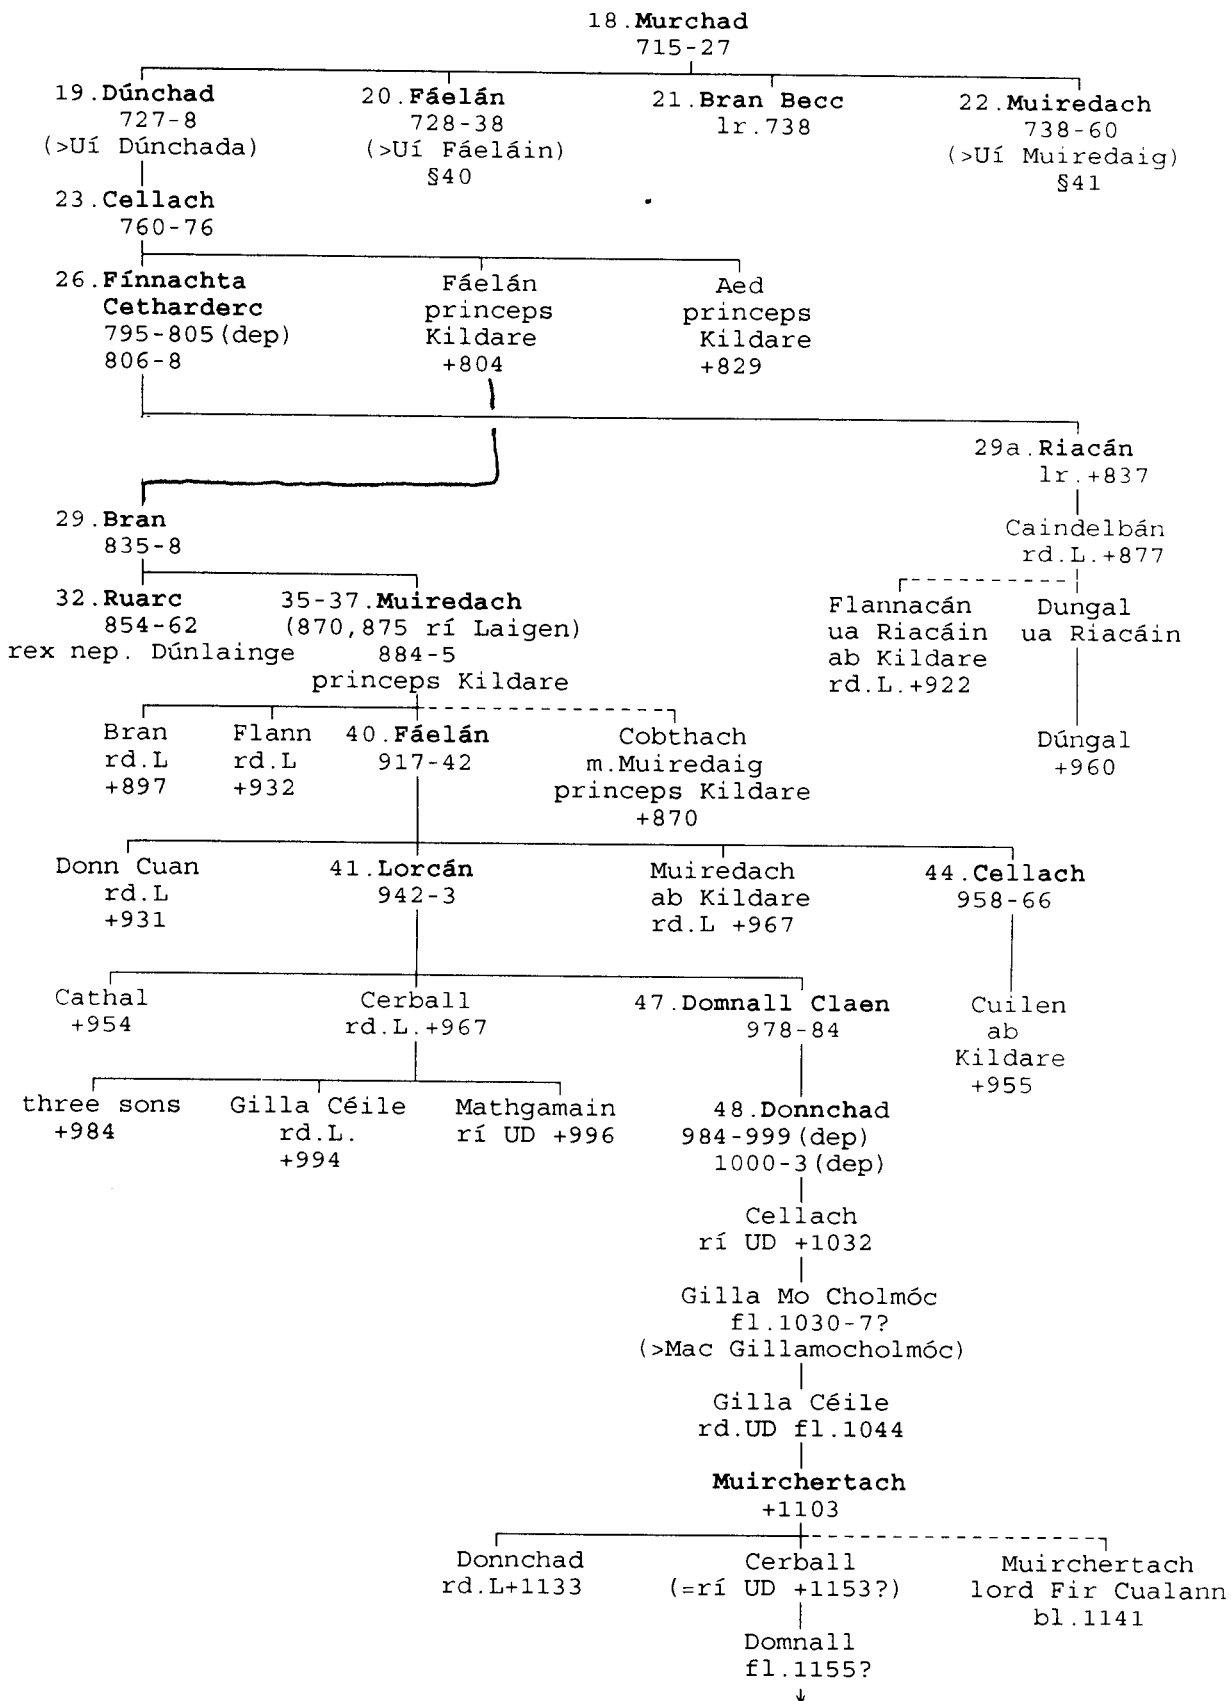 18.Murchad
715-27
19.Dúnchad
727-8
(>Uí Dúnchada)
20.Fáelán
728-38
(>Uí Fáeláin)
§40
21.Bran Becc
lr.738
22.Muiredach
738-60
(>Uí Muiredaig)
§41
23.Cellach
760-76
26.Fínnachta
Cetharderc
795-805(dep)
806-8
Fáelán
princeps
Kildare
+804
Aed
princeps
Kildare
+829
29a.Riacán
lr.+837
29.Bran
835-8
Caindelbán
rd.L.+877
32.Ruarc
854-62
rex nep. Dúnlainge
35-37.Muiredach
(870,875 rí Laigen)
884-5
princeps Kildare
Flannacán
ua Riacáin
ab Kildare
rd.L.+922
Dungal
ua Riacáin
Bran
rd.L
+897
Flann
rd.L
+932
40.Fáelán
917-42
Cobthach
m.Muiredaig
princeps Kildare
+870
Dúngal
+960
Donn Cuan
rd.L
+931
41.Lorcán
942-3
Muiredach
ab Kildare
rd.L +967
44.Cellach
958-66
Cathal
+954
Cerball
rd.L.+967
47.Domnall Claen
978-84
Cuilen
ab
Kildare
+955
three sons
+984
Gilla Céile
rd.L.
+994
Mathgamain
rí UD +996
48.Donnchad
984-999(dep)
1000-3(dep)
Cellach
rí UD +1032
Gilla Mo Cholmóc
fl.1030-7?
(>Mac Gillamocholmóc)
Gilla Céile
rd.UD fl.1044
Muirchertach
+1103
Donnchad
rd.L+1133
Cerball
(=rí UD +1153?)
Muirchertach
lord Fir Cualann
bl.1141
Domnall
fl.1155?